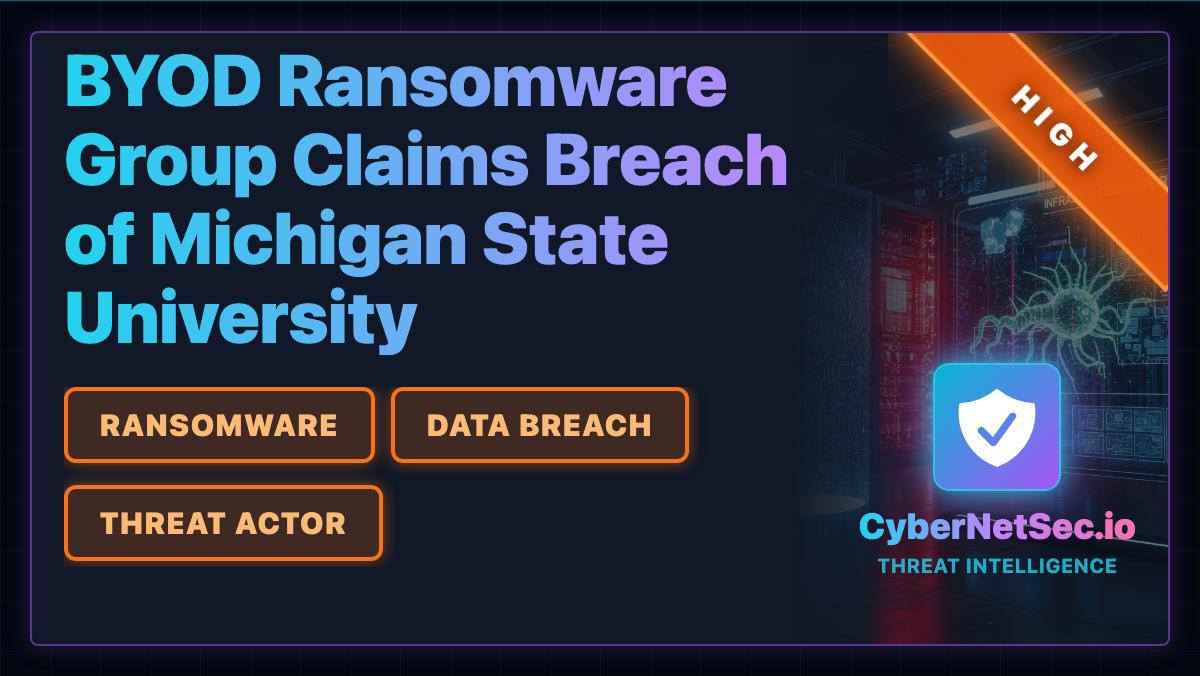 BYOD Ransomware
Group Claims Breach
of Michigan State
University
HIGH
RANSOMWARE
DATA BREACH
THREAT ACTOR
CyberNetSec.io
THREAT INTELLIGENCE